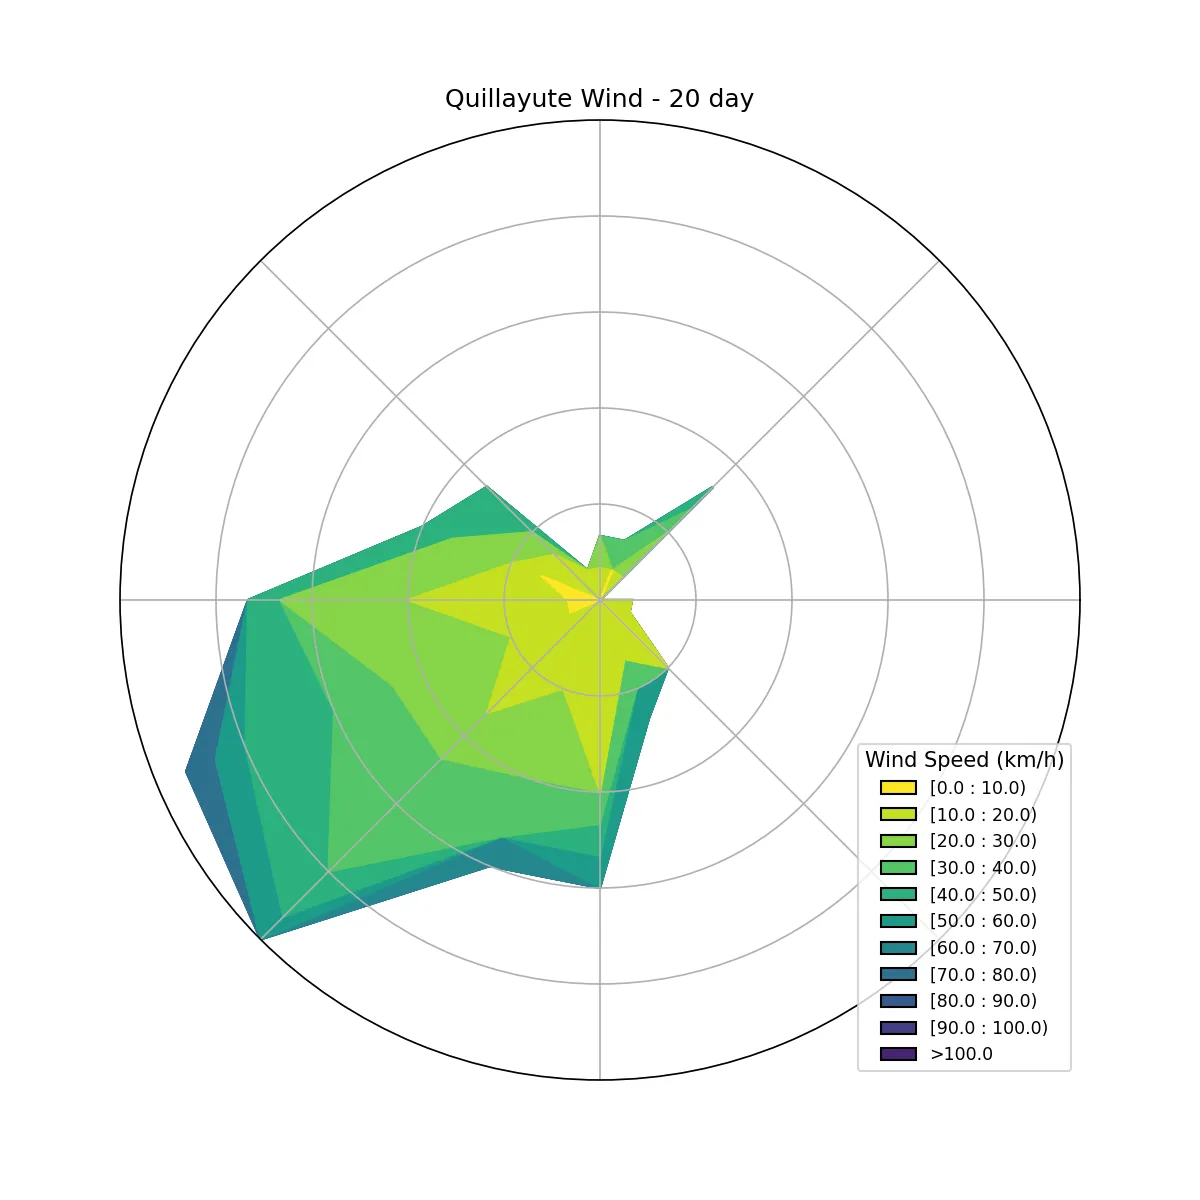 Quillayute Wind - 20 day
Wind Speed (km/h)
[0.0 : 10.0)
[10.0 : 20.0)
[20.0 : 30.0)
[30.0 : 40.0)
[40.0 : 50.0)
[50.0 : 60.0)
[60.0 : 70.0)
[70.0 : 80.0)
[80.0 : 90.0)
[90.0 : 100.0)
>100.0